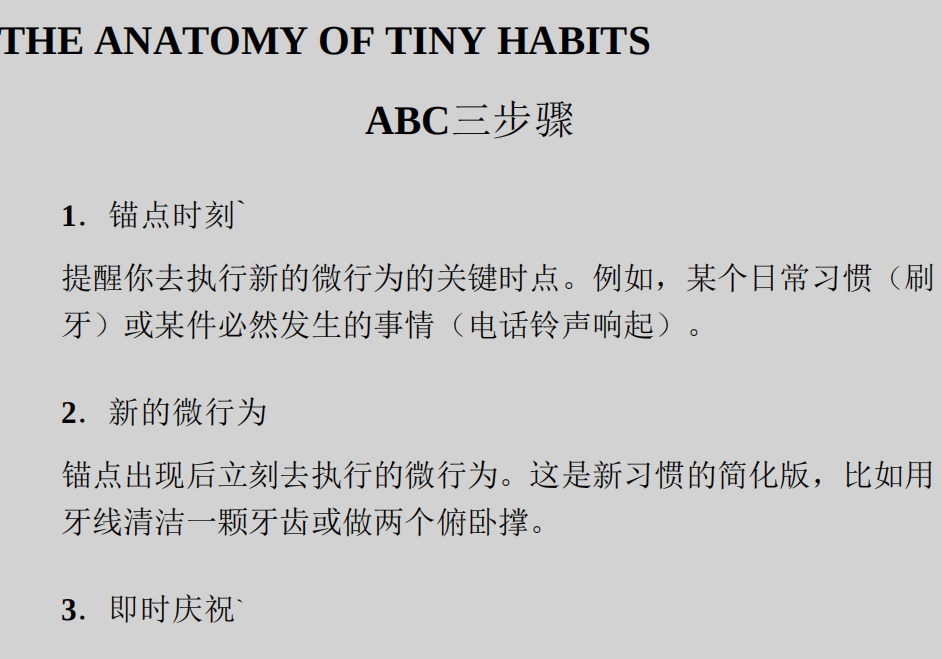 THE ANATOMY OF TINY HABITS
ABC三步骤
1. 锚点时刻`
提醒你去执行新的微行为的关键时点。例如，某个日常习惯（刷
牙）或某件必然发生的事情（电话铃声响起）。
2. 新的微行为
锚点出现后立刻去执行的微行为。这是新习惯的简化版，比如用
牙线清洁一颗牙齿或做两个俯卧撑。
3. 即时庆祝`